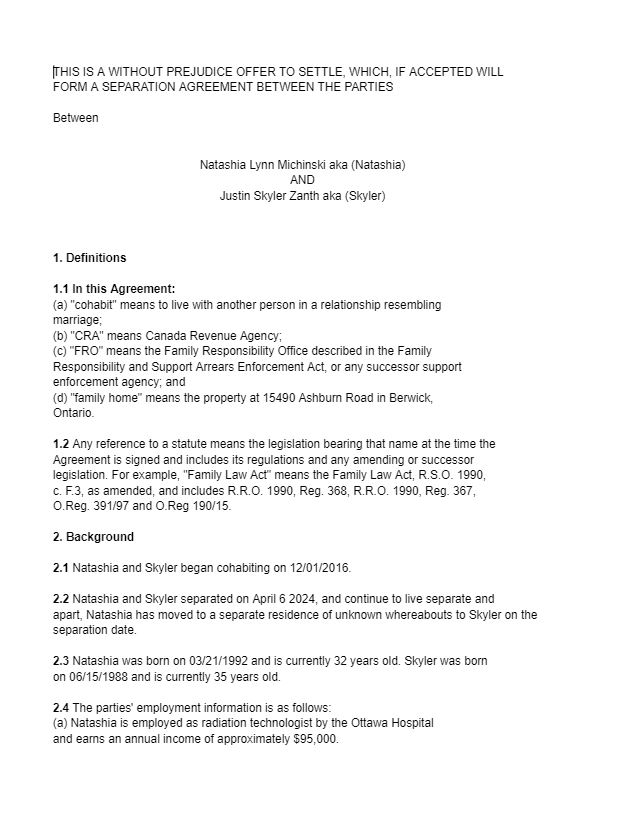 THIS IS A WITHOUT PREJUDICE OFFER TO SETTLE, WHICH, IF ACCEPTED WILL
FORM A SEPARATION AGREEMENT BETWEEN THE PARTIES
Between
Natashia Lynn Michinski aka (Natashia)
AND
Justin Skyler Zanth aka (Skyler)
1. Definitions
1.1 In this Agreement:
(a) "cohabit" means to live with another person in a relationship resembling
marriage;
(b) "CRA" means Canada Revenue Agency;
(c) "FRO" means the Family Responsibility Office described in the Family
Responsibility and Support Arrears Enforcement Act, or any successor support
enforcement agency; and
(d) "family home" means the property at 15490 Ashburn Road in Berwick,
Ontario.
1.2 Any reference to a statute means the legislation bearing that name at the time the
Agreement is signed and includes its regulations and any amending or successor
legislation. For example, "Family Law Act" means the Family Law Act, R.S.O. 1990,
c. F.3, as amended, and includes R.R.O. 1990, Reg. 368, R.R.O. 1990, Reg. 367,
O.Reg. 391/97 and O.Reg 190/15.
2. Background
2.1 Natashia and Skyler began cohabiting on 12/01/2016.
2.2 Natashia and Skyler separated on April 6 2024, and continue to live separate and
apart, Natashia has moved to a separate residence of unknown whereabouts to Skyler on the
separation date.
2.3 Natashia was born on 03/21/1992 and is currently 32 years old. Skyler was born
on 06/15/1988 and is currently 35 years old.
2.4 The parties' employment information is as follows:
(a) Natashia is employed as radiation technologist by the Ottawa Hospital
and earns an annual income of approximately $95,000.